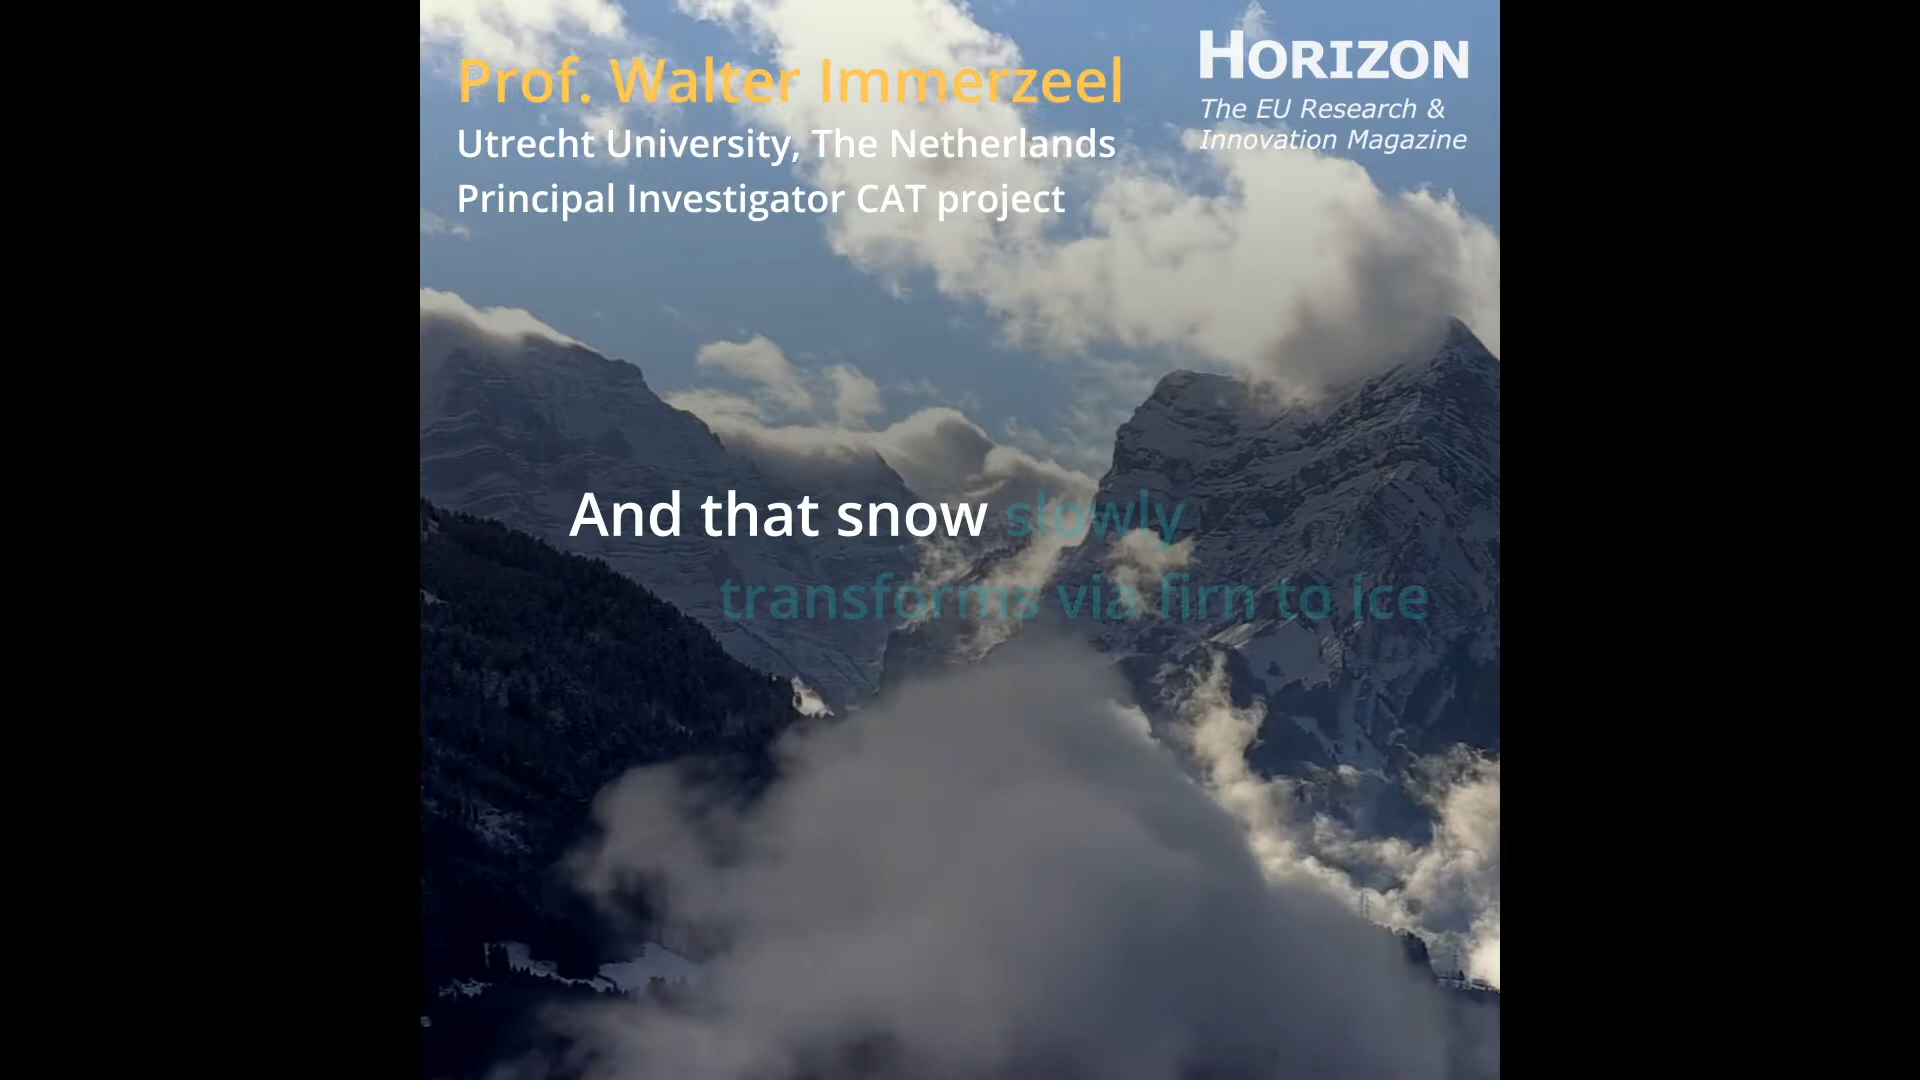 Prof. Walter Immerzeel
Utrecht University, The Netherlands
Principal Investigator CAT project
HORIZON
The EU Research &
Innovation Magazine
And that snow slowly
transforms via firn to ice